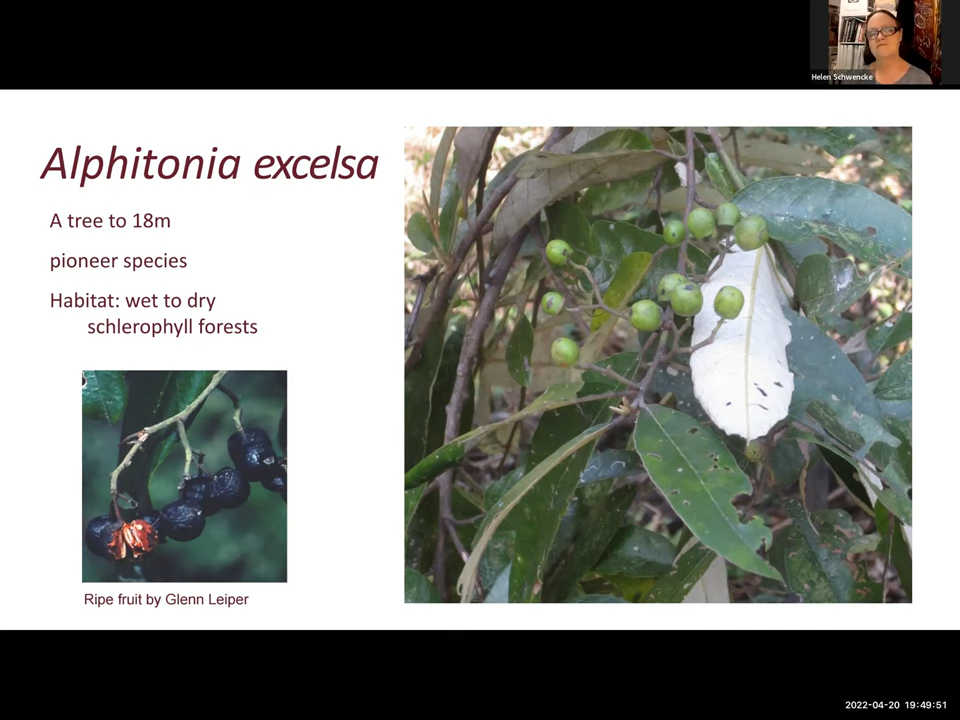 Helen Schwencke
Alphitonia excelsa
A tree to 18m
pioneer species
Habitat: wet to dry
schlerophyll forests
Ripe fruit by Glenn Leiper
2022-04-20 19:49:51